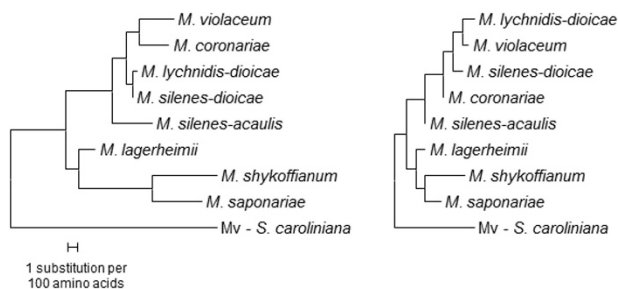 M. violaceum
M. coronariae
M. lychnidis-dioicae
M. silenes-dioicae
M. silenes-acaulis
M. lagerheimii
M. shykoffianum
M. saponariae
Mv - S. caroliniana
1 substitution per
100 amino acids
M. lychnidis-dioicae
M. violaceum
M. silenes-dioicae
M. coronariae
M. silenes-acaulis
M. lagerheimii
M. shykoffianum
M. saponariae
Mv - S. caroliniana